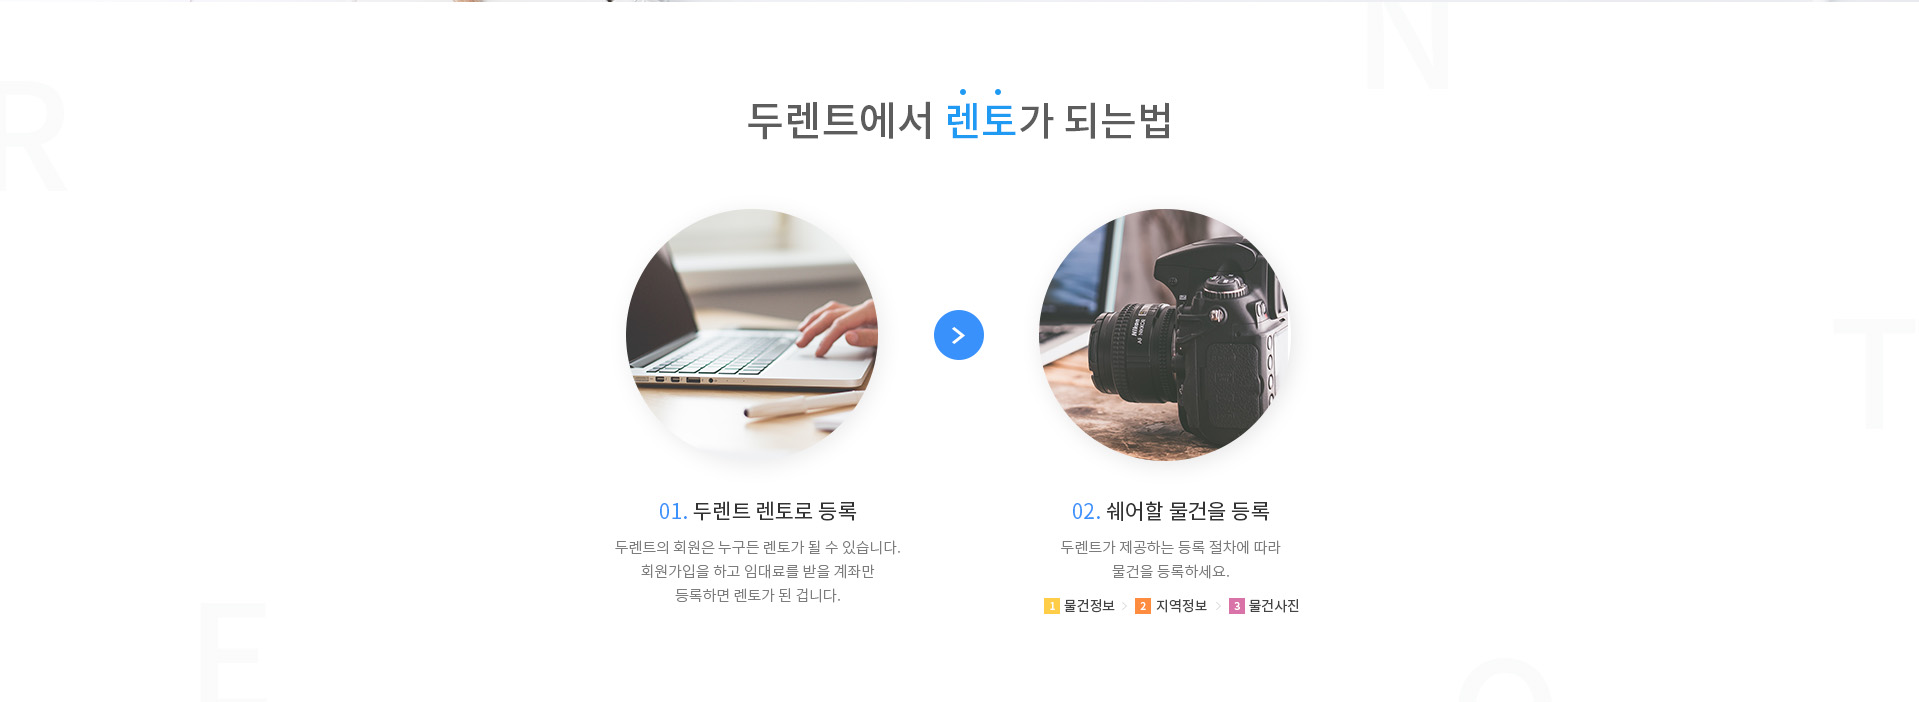 N
R
두렌트에서 렌토가 되는법
01. 두렌트 렌토로 등록
두렌트의 회원은 누구든 렌토가 될 수 있습니다.
회원가입을 하고 임대료를 받을 계좌만
등록하면 렌토가 된 겁니다.
Nikon
02. 쉐어할 물건을 등록
두렌트가 제공하는 등록 절차에 따라
물건을 등록하세요.
1 물건정보 > 2 지역정보 > 3 물건사진
T
E
O